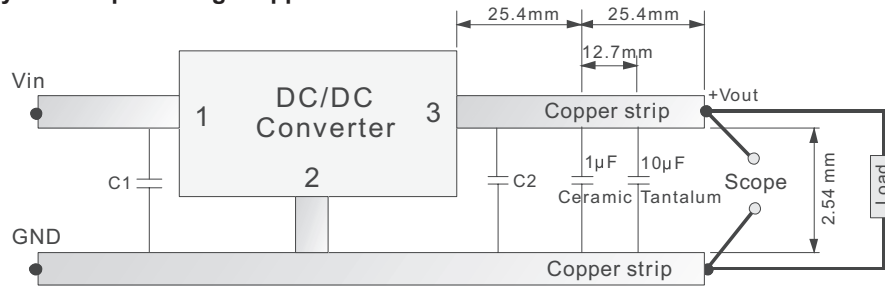 25.4mm 25.4mm
12.7mm
Vin
+Vout
DC/DC
Converter
1
3
Copper strip
2
C1
C2
1µF
10µF
Ceramic Tantalum
Scope
2.54 mm
Load
GND
Copper strip